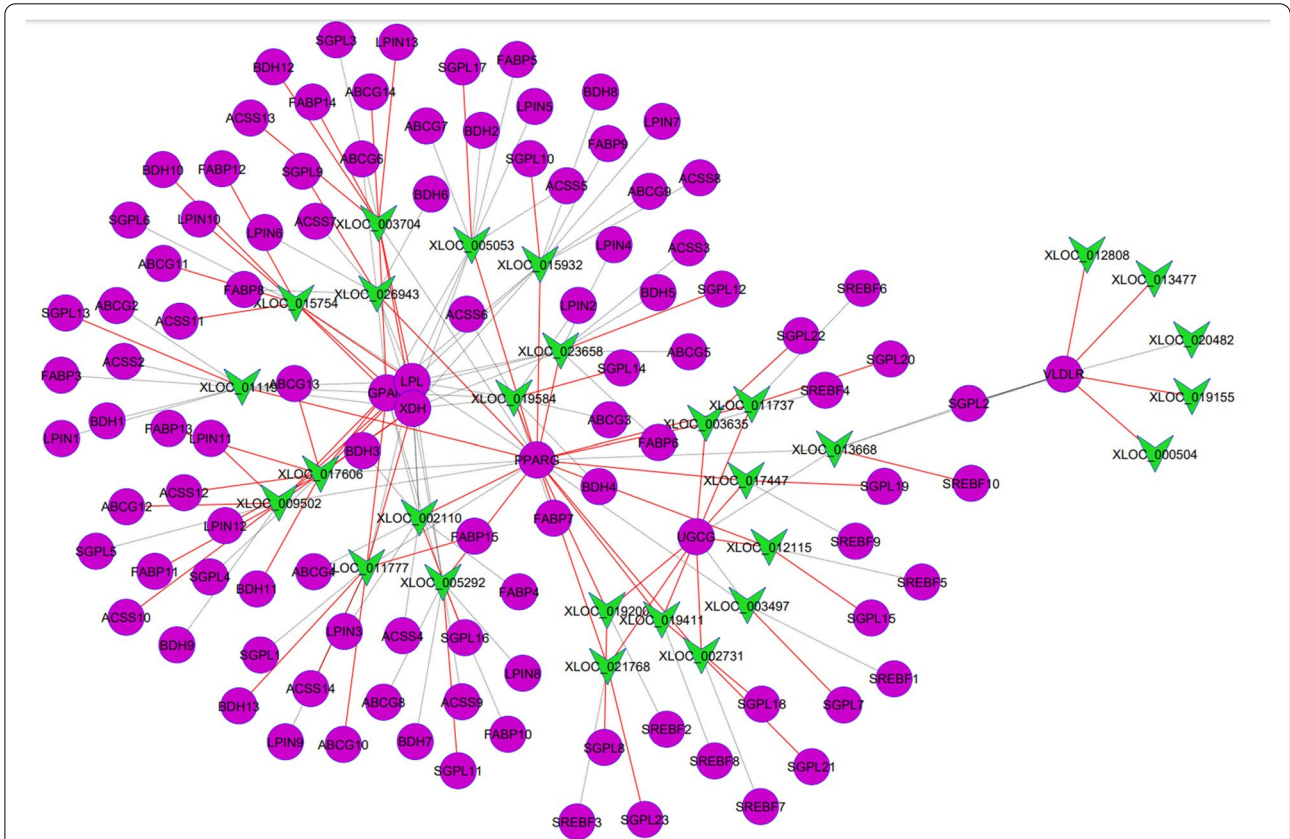 SGPL3
LPIN13
BDH12
SGPL17
FABP5
ABCG14
FABP14
BDH8
LPIN5
ACSS13
ABCG7
BDH2
LPIN7
FABP9
ABCG6
SGPL10
BDH10
FABP12
SGPL9
ACSS5
ACSS8
ABCG9
BDH6
SGPL6
LPIN10
ACSS7
XLOC_003704
LPIN6
XLOC_005053
LPIN4
ACSS3
XLOC_012808
ABCG11
XLOC_015932
XLOC_013477
FABP8
XLOC_026943
BDH5
SGPL12
SREBF6
XLOC_015754
LPIN2
ABCG2
SGPL13
ACSS11
ACSS6
SGPL22
XLOC_020482
XLOC_023658
ABCG5
SGPL20
ACSS2
FABP3
SGPL14
VLDLR
ABCG13
LPL
SREBF4
XLOC_019155
XLOC_019584
XLOC_011737
SGPL2
XDH
BDH1
ABCG3
XLOC_003635
FABP13
LPIN11
LPIN1
FABP6
XLOC_013668
XLOC_000504
BDH3
PPARG
XLOC_017606
XLOC_017447
BDH4
SGPL19
SREBF10
ACSS12
ABCG12
XLOC_009502
XLOC_002110
FABP7
LPIN12
FABP15
UGCG
SREBF9
XLOC_012115
SGPL5
FABP11
SGPL4
ABCG4
XLOC_005292
BDH11
FABP4
SREBF5
XLOC_003497
XLOC_019411
ACSS10
SGPL15
LPIN3
ACSS4
SGPL16
BDH9
SGPL1
XLOC_021768
XLOC_002731
LPIN8
SREBF1
ACSS14
BDH13
ABCG8
ACSS9
SGPL18
SGPL7
FABP10
SREBF2
LPIN9
ABCG10
BDH7
SGPL8
SREBF8
SGPL11
SGPL21
SREBF7
SREBF3
SGPL23